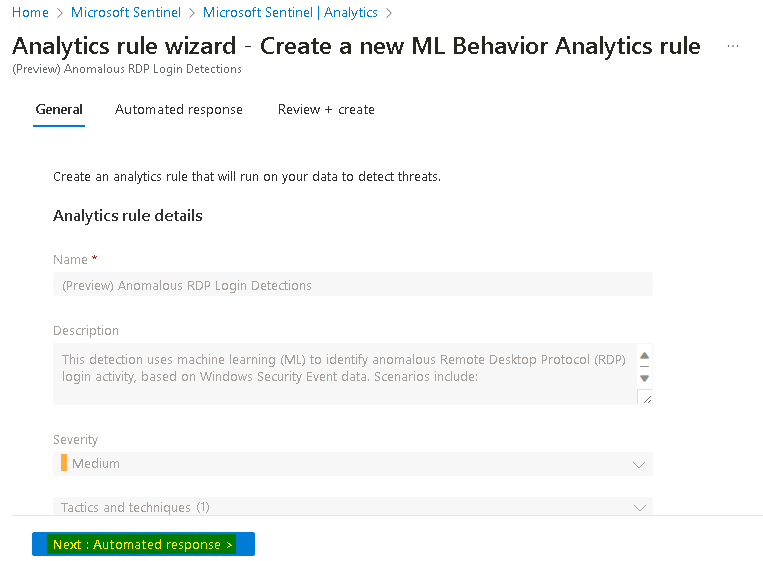 Home > Microsoft Sentinel > Microsoft Sentinel | Analytics >
Analytics rule wizard - Create a new ML Behavior Analytics rule ...
(Preview) Anomalous RDP Login Detections
General Automated response Review + create
Create an analytics rule that will run on your data to detect threats.
Analytics rule details
Name *
(Preview) Anomalous RDP Login Detections
Description
This detection uses machine learning (ML) to identify anomalous Remote Desktop Protocol (RDP)
login activity, based on Windows Security Event data. Scenarios include:
Severity
Medium
Tactics and techniques (1)
Next : Automated response >